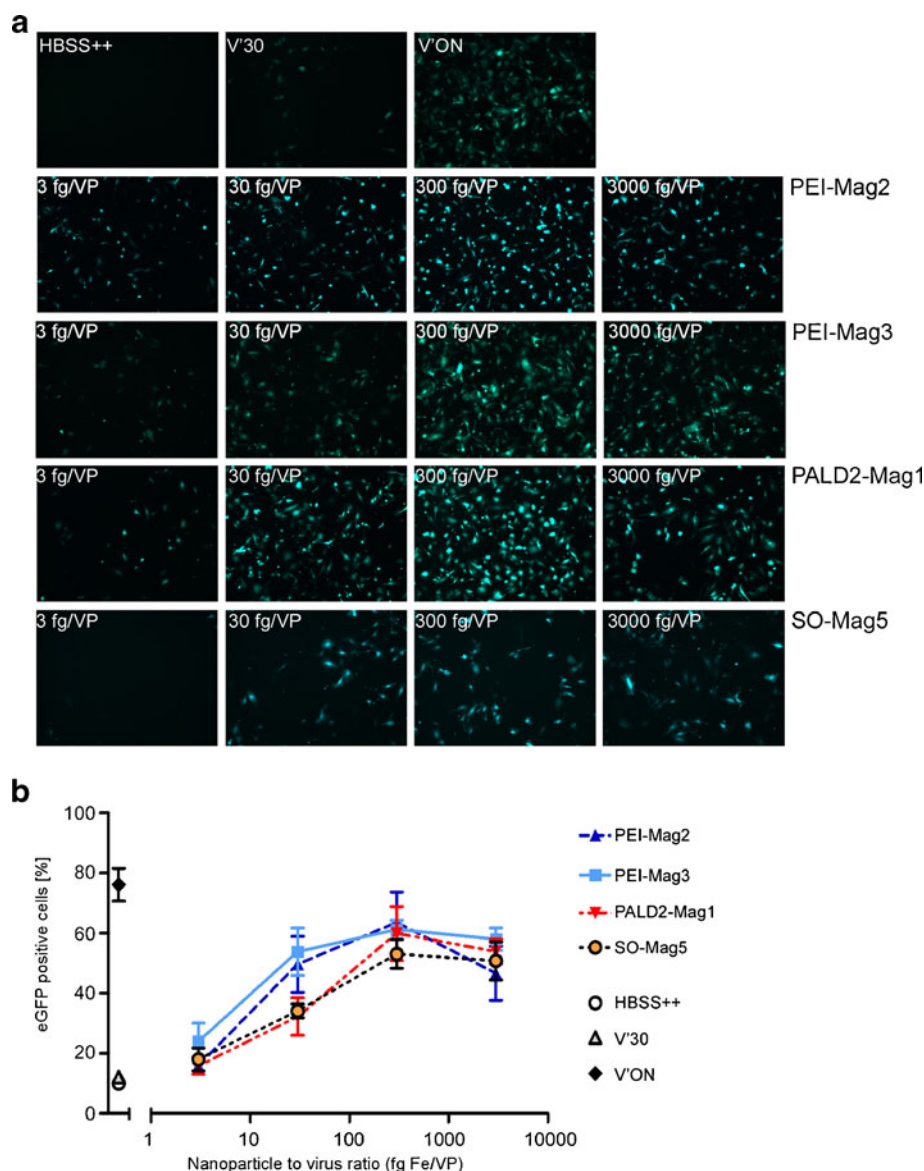 a
HBSS++ V'30 V'ON
3 fg/VP 30 fg/VP 300 fg/VP 3000 fg/VP PEI-Mag2
3 fg/VP 30 fg/VP 300 fg/VP 3000 fg/VP PEI-Mag3
3 fg/VP 30 fg/VP 300 fg/VP 3000 fg/VP PALD2-Mag1
3 fg/VP 30 fg/VP 300 fg/VP 3000 fg/VP SO-Mag5
b
eGFP positive cells [%]
100
80
60
40
20
0
1 10 100 1000 10000
Nanoparticle to virus ratio (fg Fe/VP)
PEI-Mag2
PEI-Mag3
PALD2-Mag1
SO-Mag5
HBSS++
V'30
V'ON